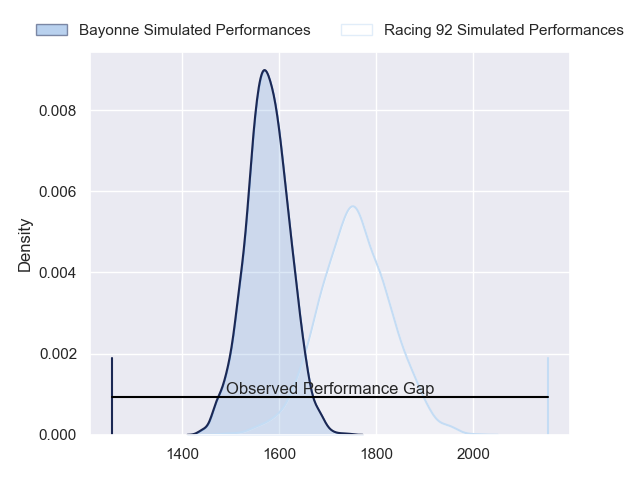 Bayonne Simulated Performances
Racing 92 Simulated Performances
0.008
0.006
0.004
0.002
0.000
Density
Observed Performance Gap
1400
1600
1800
2000